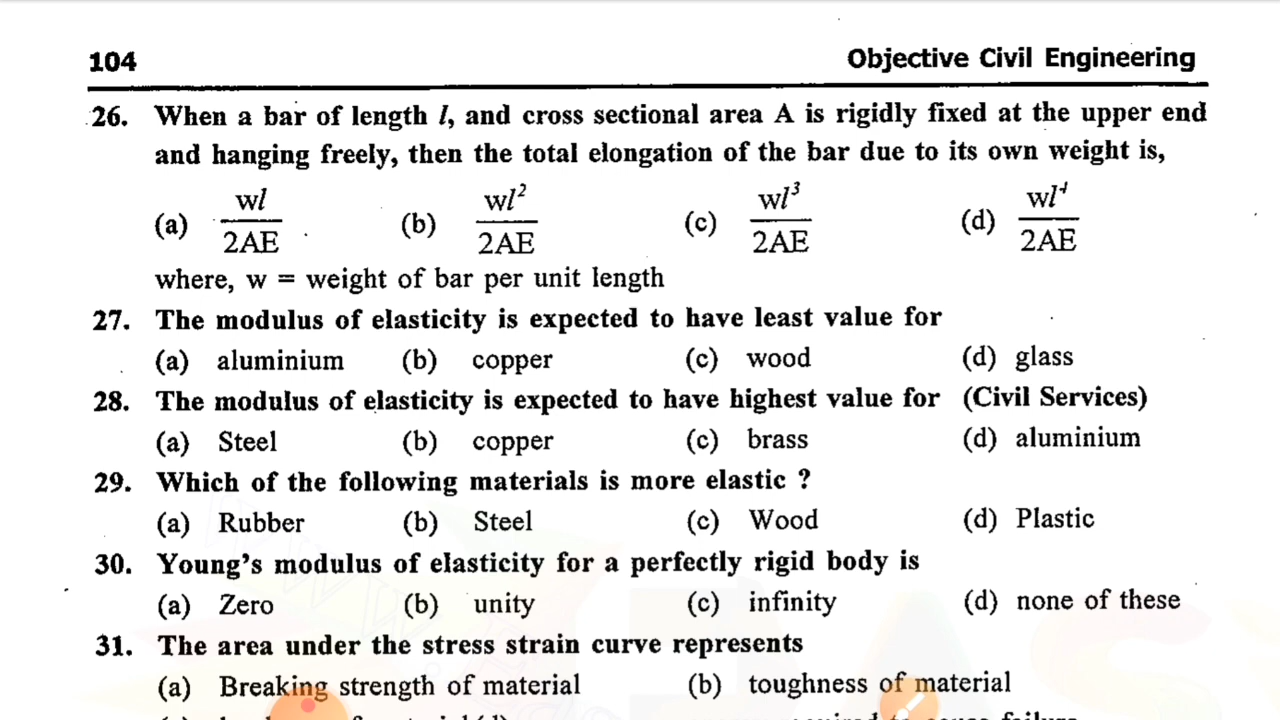 104 Objective Civil Engineering
26. When a bar of length l, and cross sectional area A is rigidly fixed at the upper end
and hanging freely, then the total elongation of the bar due to its own weight is,
(a) wl/2AE (b) wl²/2AE (c) wl³/2AE (d) wl⁴/2AE
where, w = weight of bar per unit length
27. The modulus of elasticity is expected to have least value for
(a) aluminium (b) copper (c) wood (d) glass
28. The modulus of elasticity is expected to have highest value for (Civil Services)
(a) Steel (b) copper (c) brass (d) aluminium
29. Which of the following materials is more elastic ?
(a) Rubber (b) Steel (c) Wood (d) Plastic
30. Young's modulus of elasticity for a perfectly rigid body is
(a) Zero (b) unity (c) infinity (d) none of these
31. The area under the stress strain curve represents
(a) Breaking strength of material (b) toughness of material